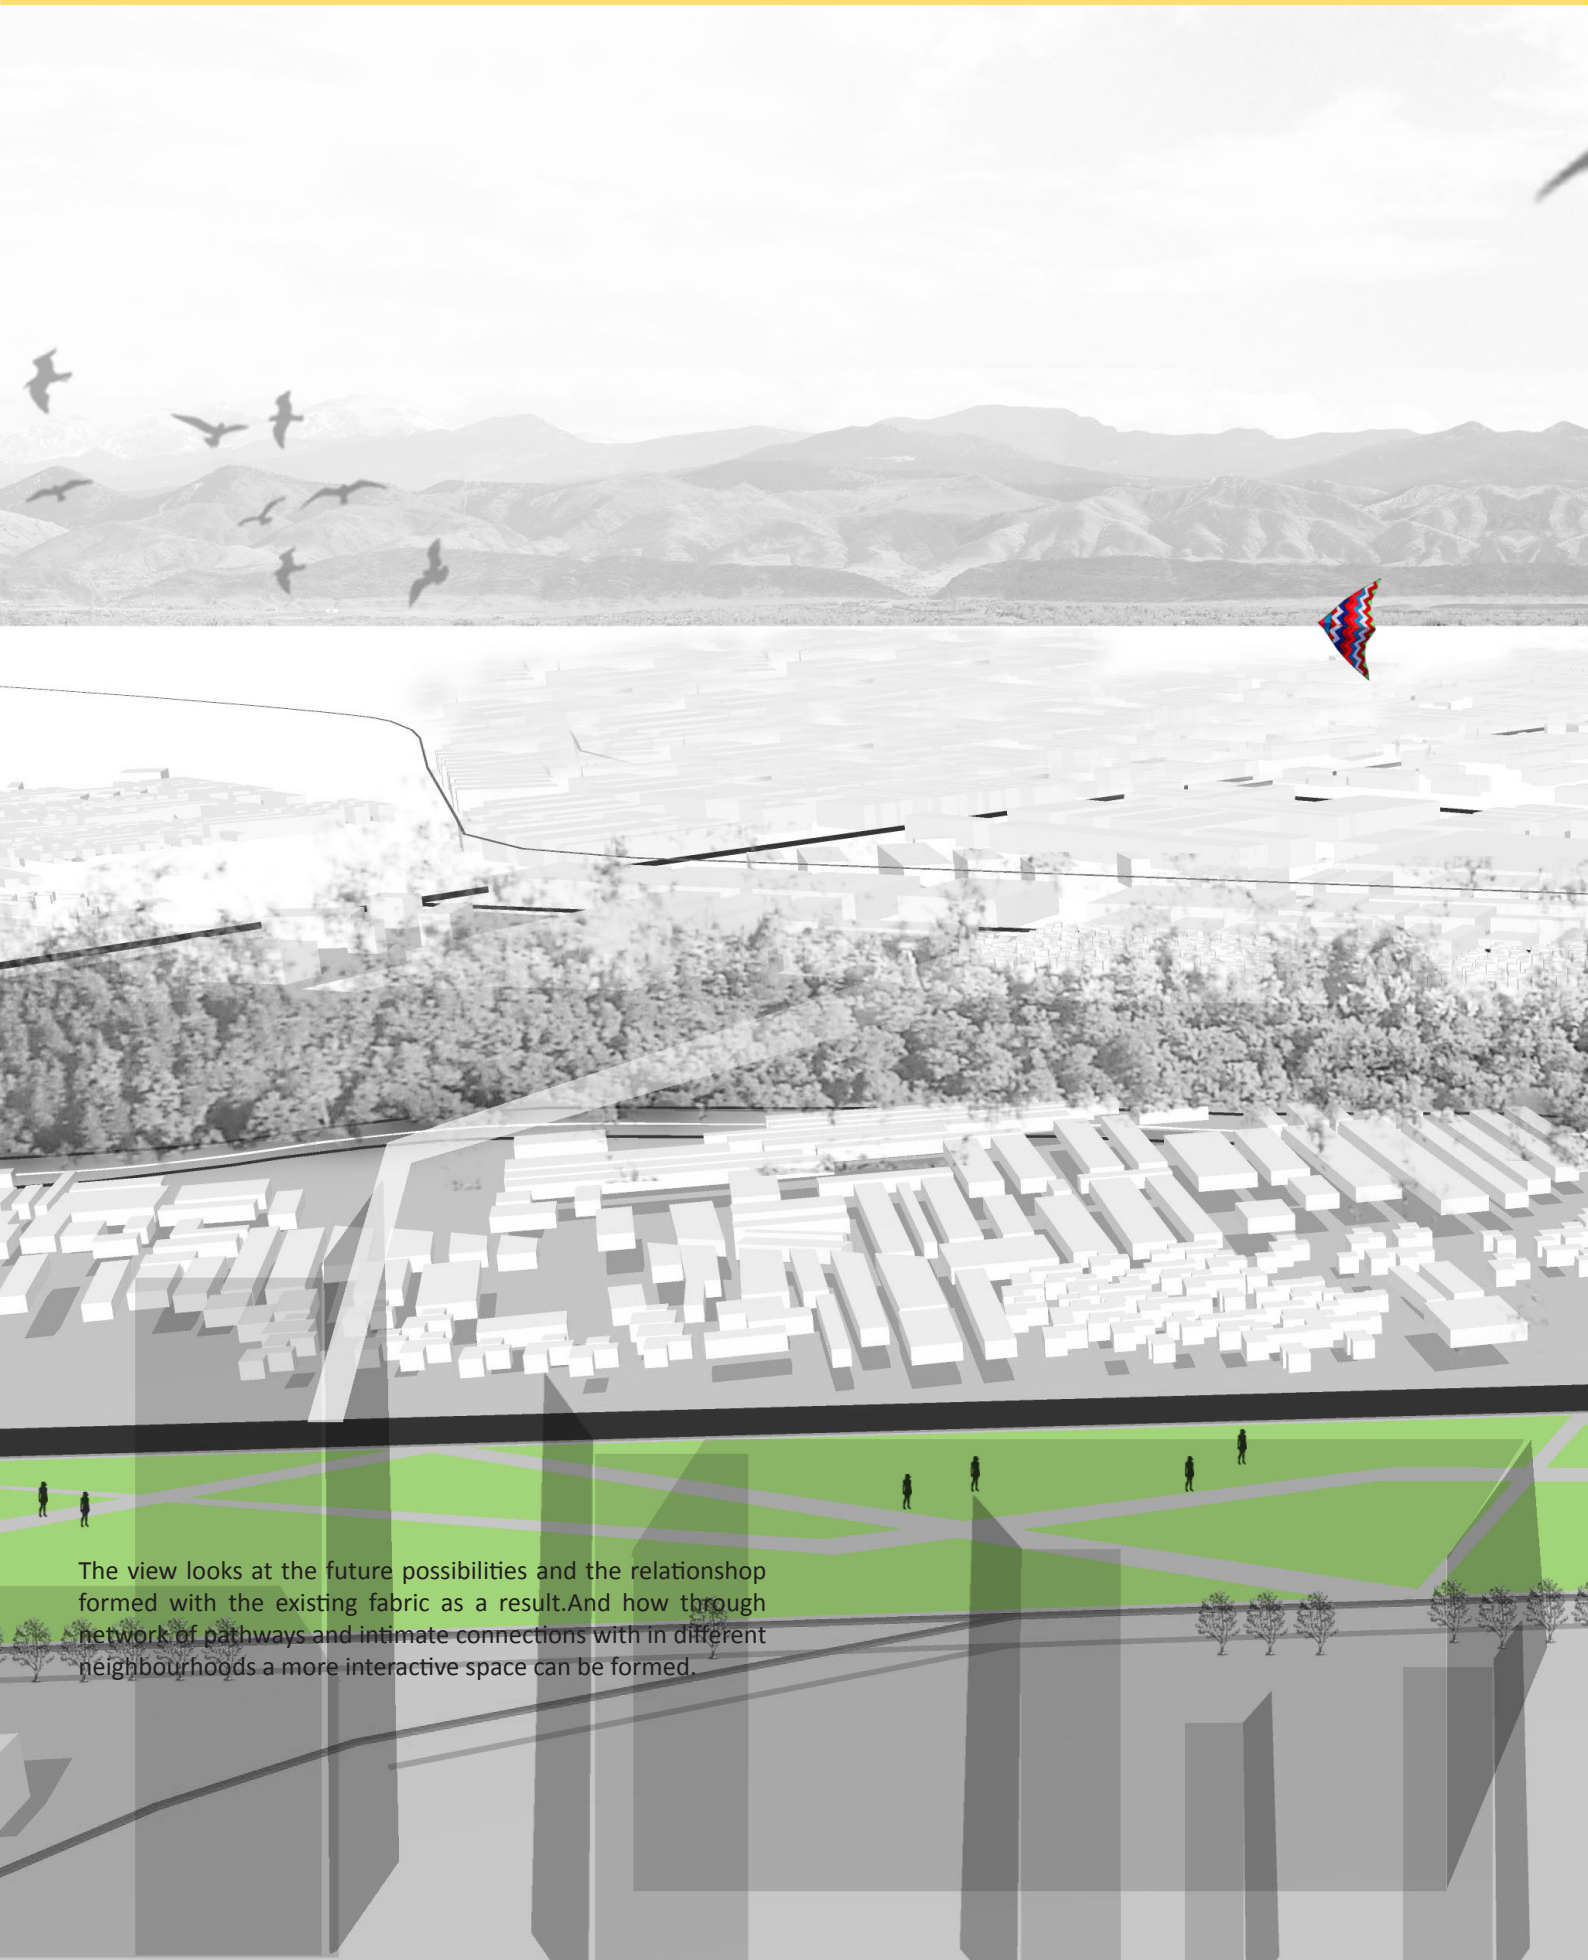 The view looks at the future possibilities and the relationshop
formed with the existing fabric as a result.And how through
network of pathways and intimate connections with in different
neighbourhoods a more interactive space can be formed.